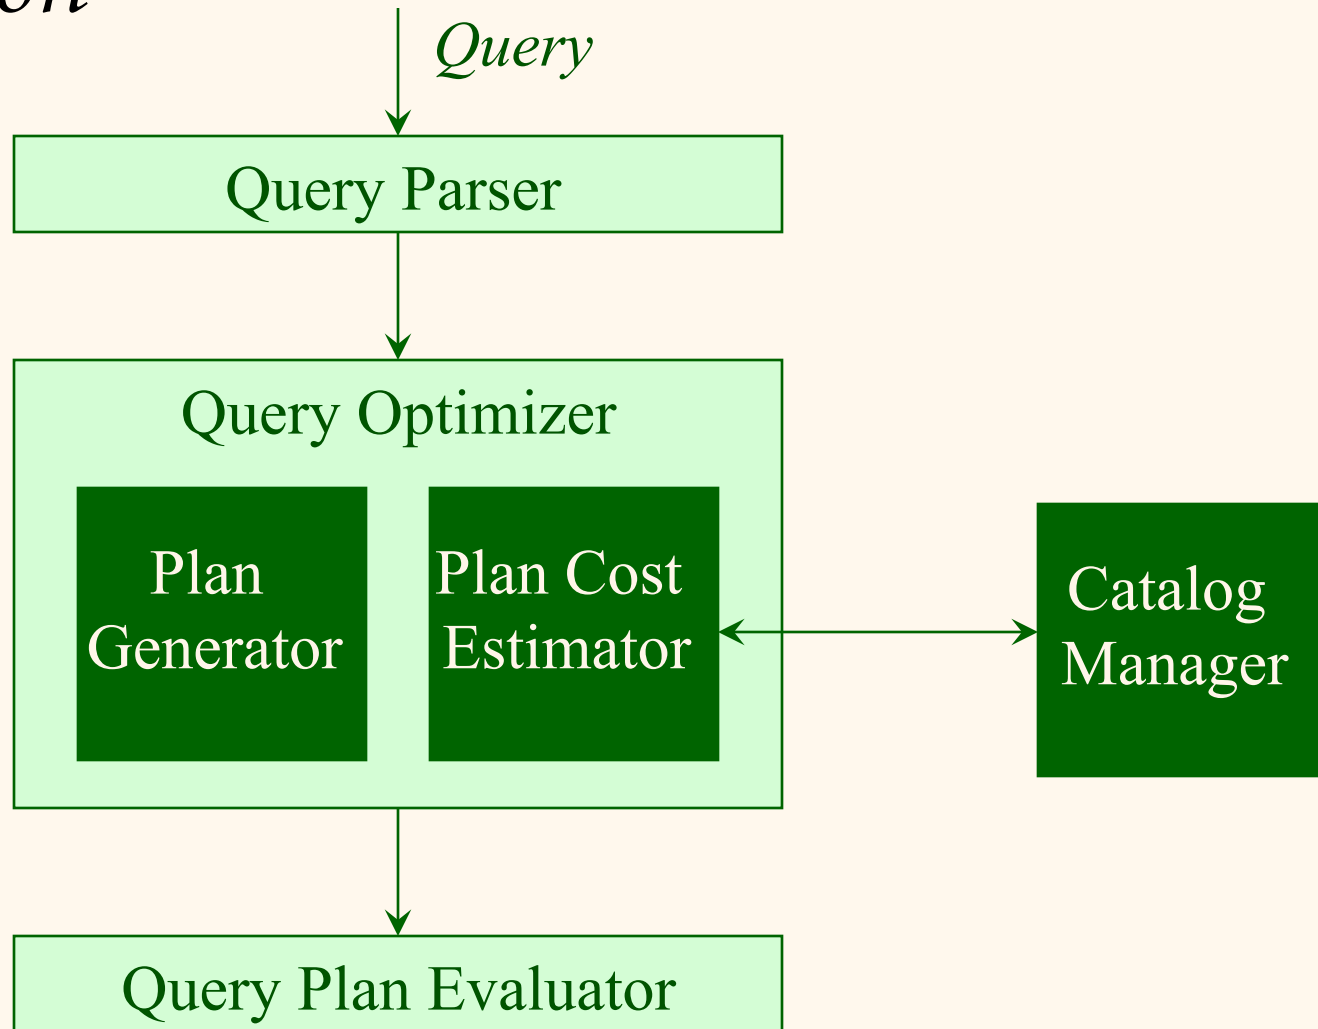 Query
Query Parser
Query Optimizer
Plan
Generator
Plan Cost
Estimator
Catalog
Manager
Query Plan Evaluator